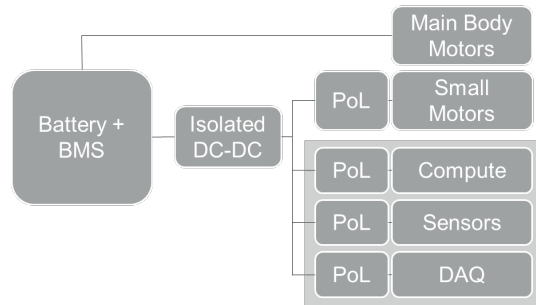 Main Body
Motors
Battery +
BMS
Isolated
DC-DC
PoL
Small
Motors
PoL
Compute
PoL
Sensors
PoL
DAQ